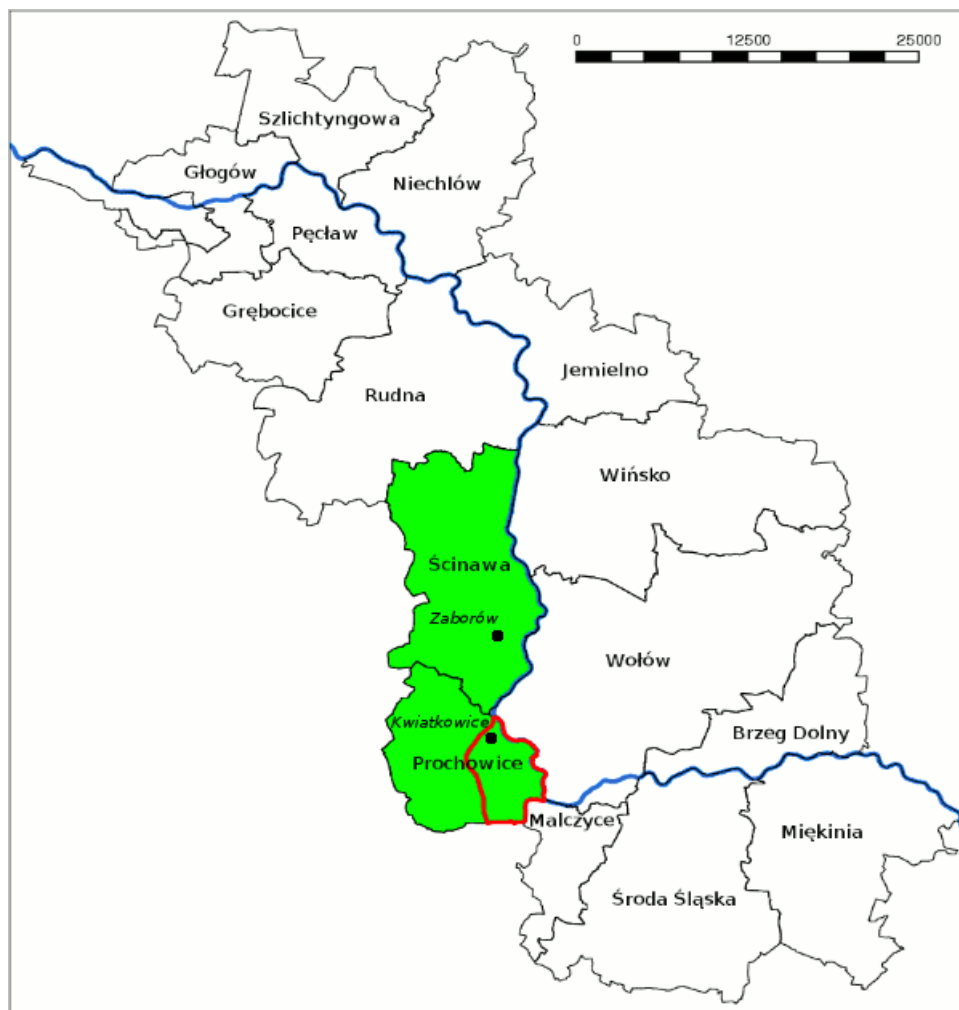 0 12500 25000
Szlichtyngowa
Głogów
Niechlów
Pęcław
Grębocice
Jemielno
Rudna
Wińsko
Ścinawa
Zaborów
Wołów
Kwiatkowice
Brzeg Dolny
Prochowice
Malczyce
Miękinia
Środa Śląska